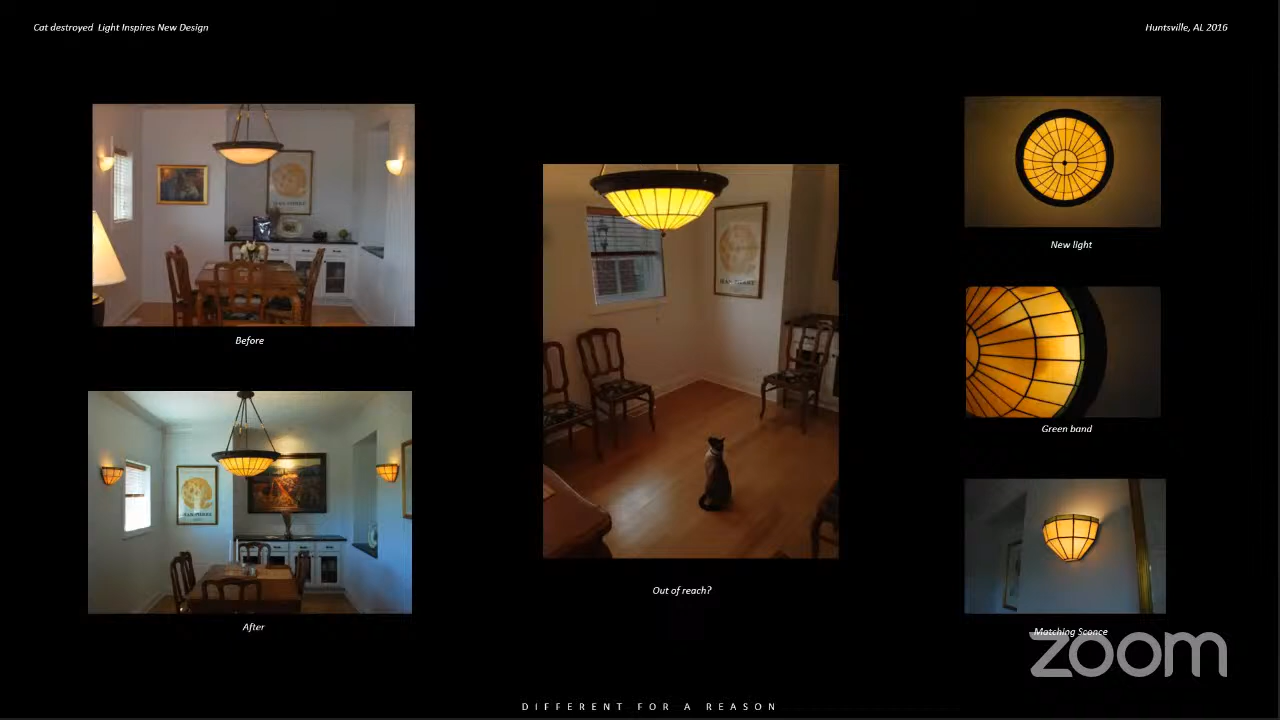 Cat destroyed Light Inspires New Design
Huntsville, AL 2016
Before
After
Out of reach?
New light
Green band
Matching Sconce
zoom
DIFFERENT FOR A REASON